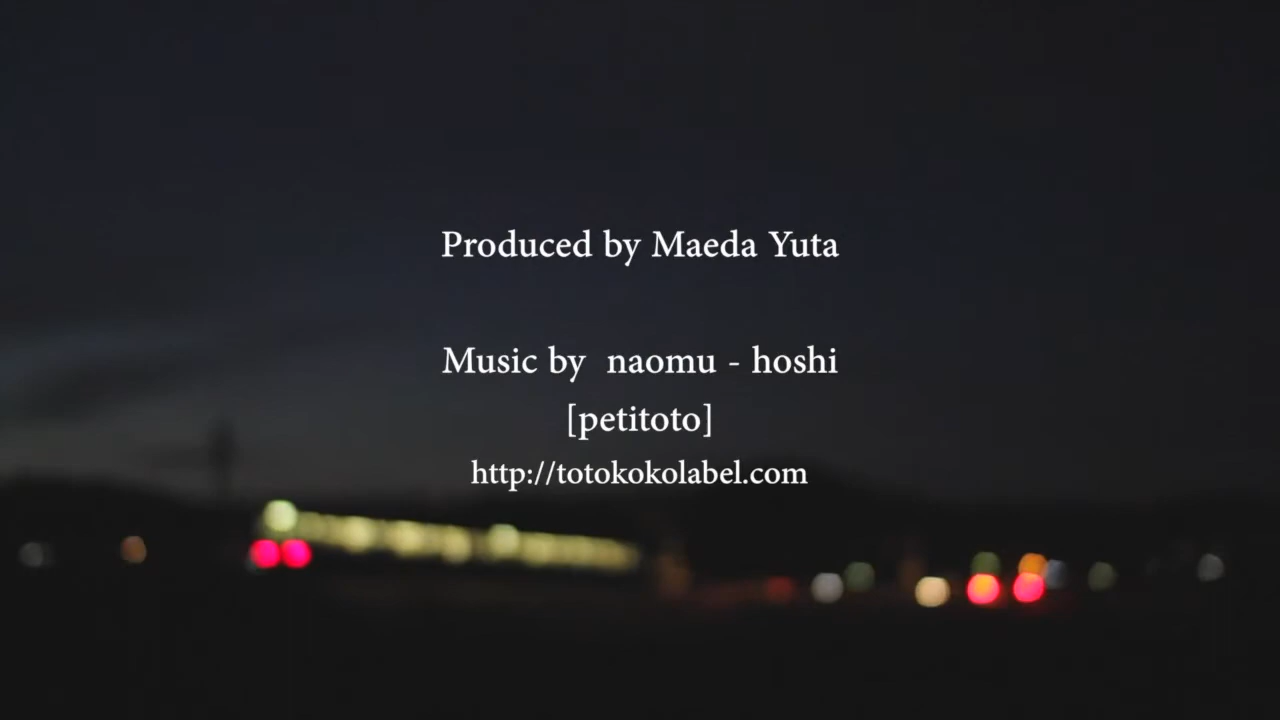 Produced by Maeda Yuta
Music by naomu - hoshi
[petitoto]
http://totokokolabel.com